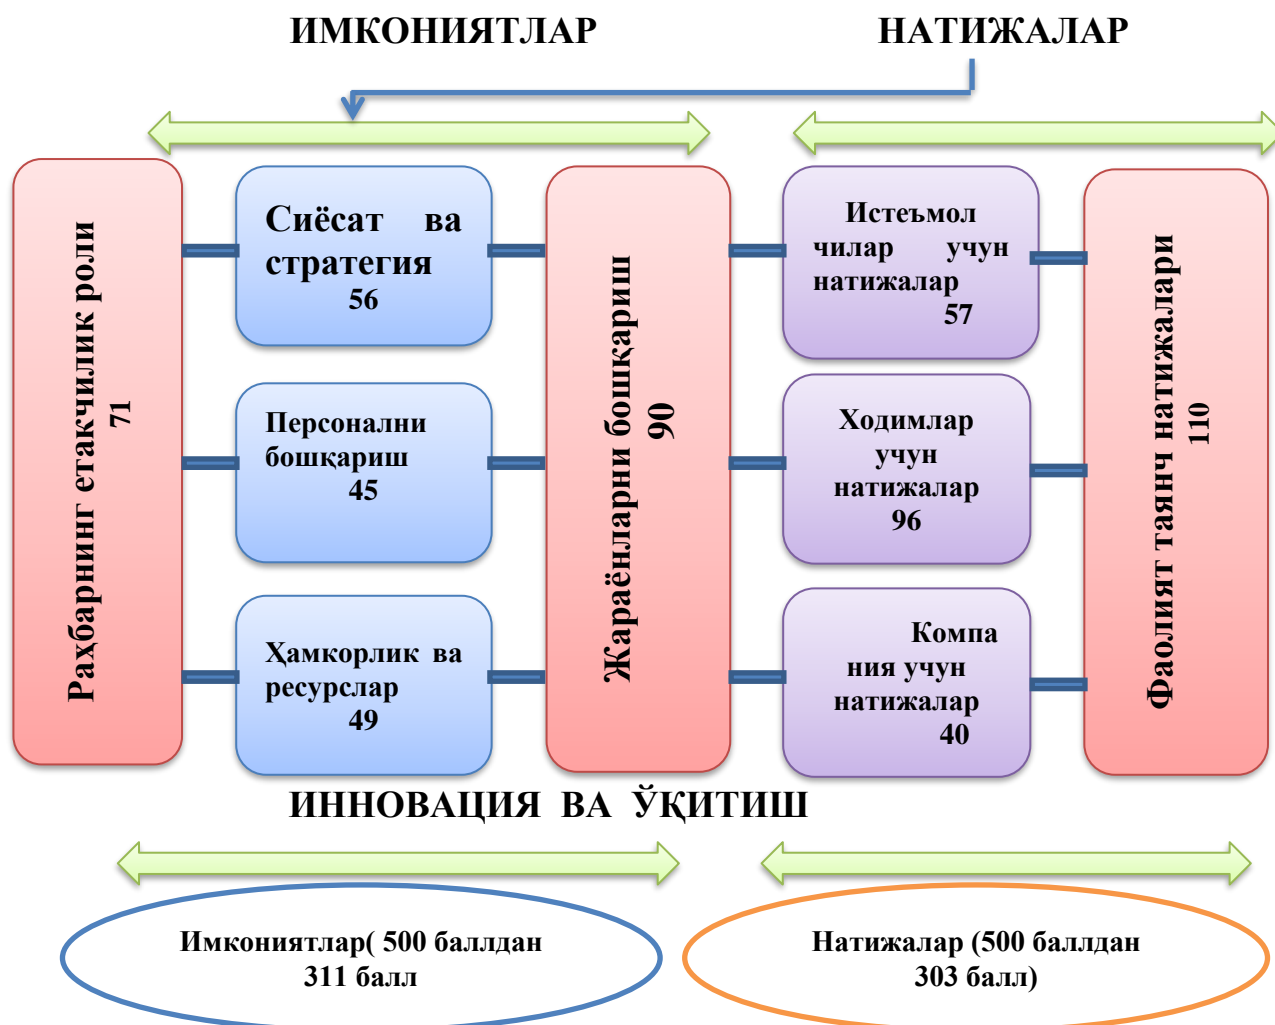 ИМКОНИЯТЛАР
НАТИЖАЛАР
Раҳбарнинг етакчилик роли
71
Сиёсат ва
стратегия
56
Персонални
бошқариш
45
Ҳамкорлик ва
ресурслар
49
Жараёнларни бошқариш
90
Истеъмол
чилар учун
натижалар
57
Ходимлар
учун
натижалар
96
Компа
ния учун
натижалар
40
Фаолият таянч натижалари
110
ИННОВАЦИЯ ВА ЎҚИТИШ
Имкониятлар( 500 баллдан
311 балл
Натижалар (500 баллдан
303 балл)